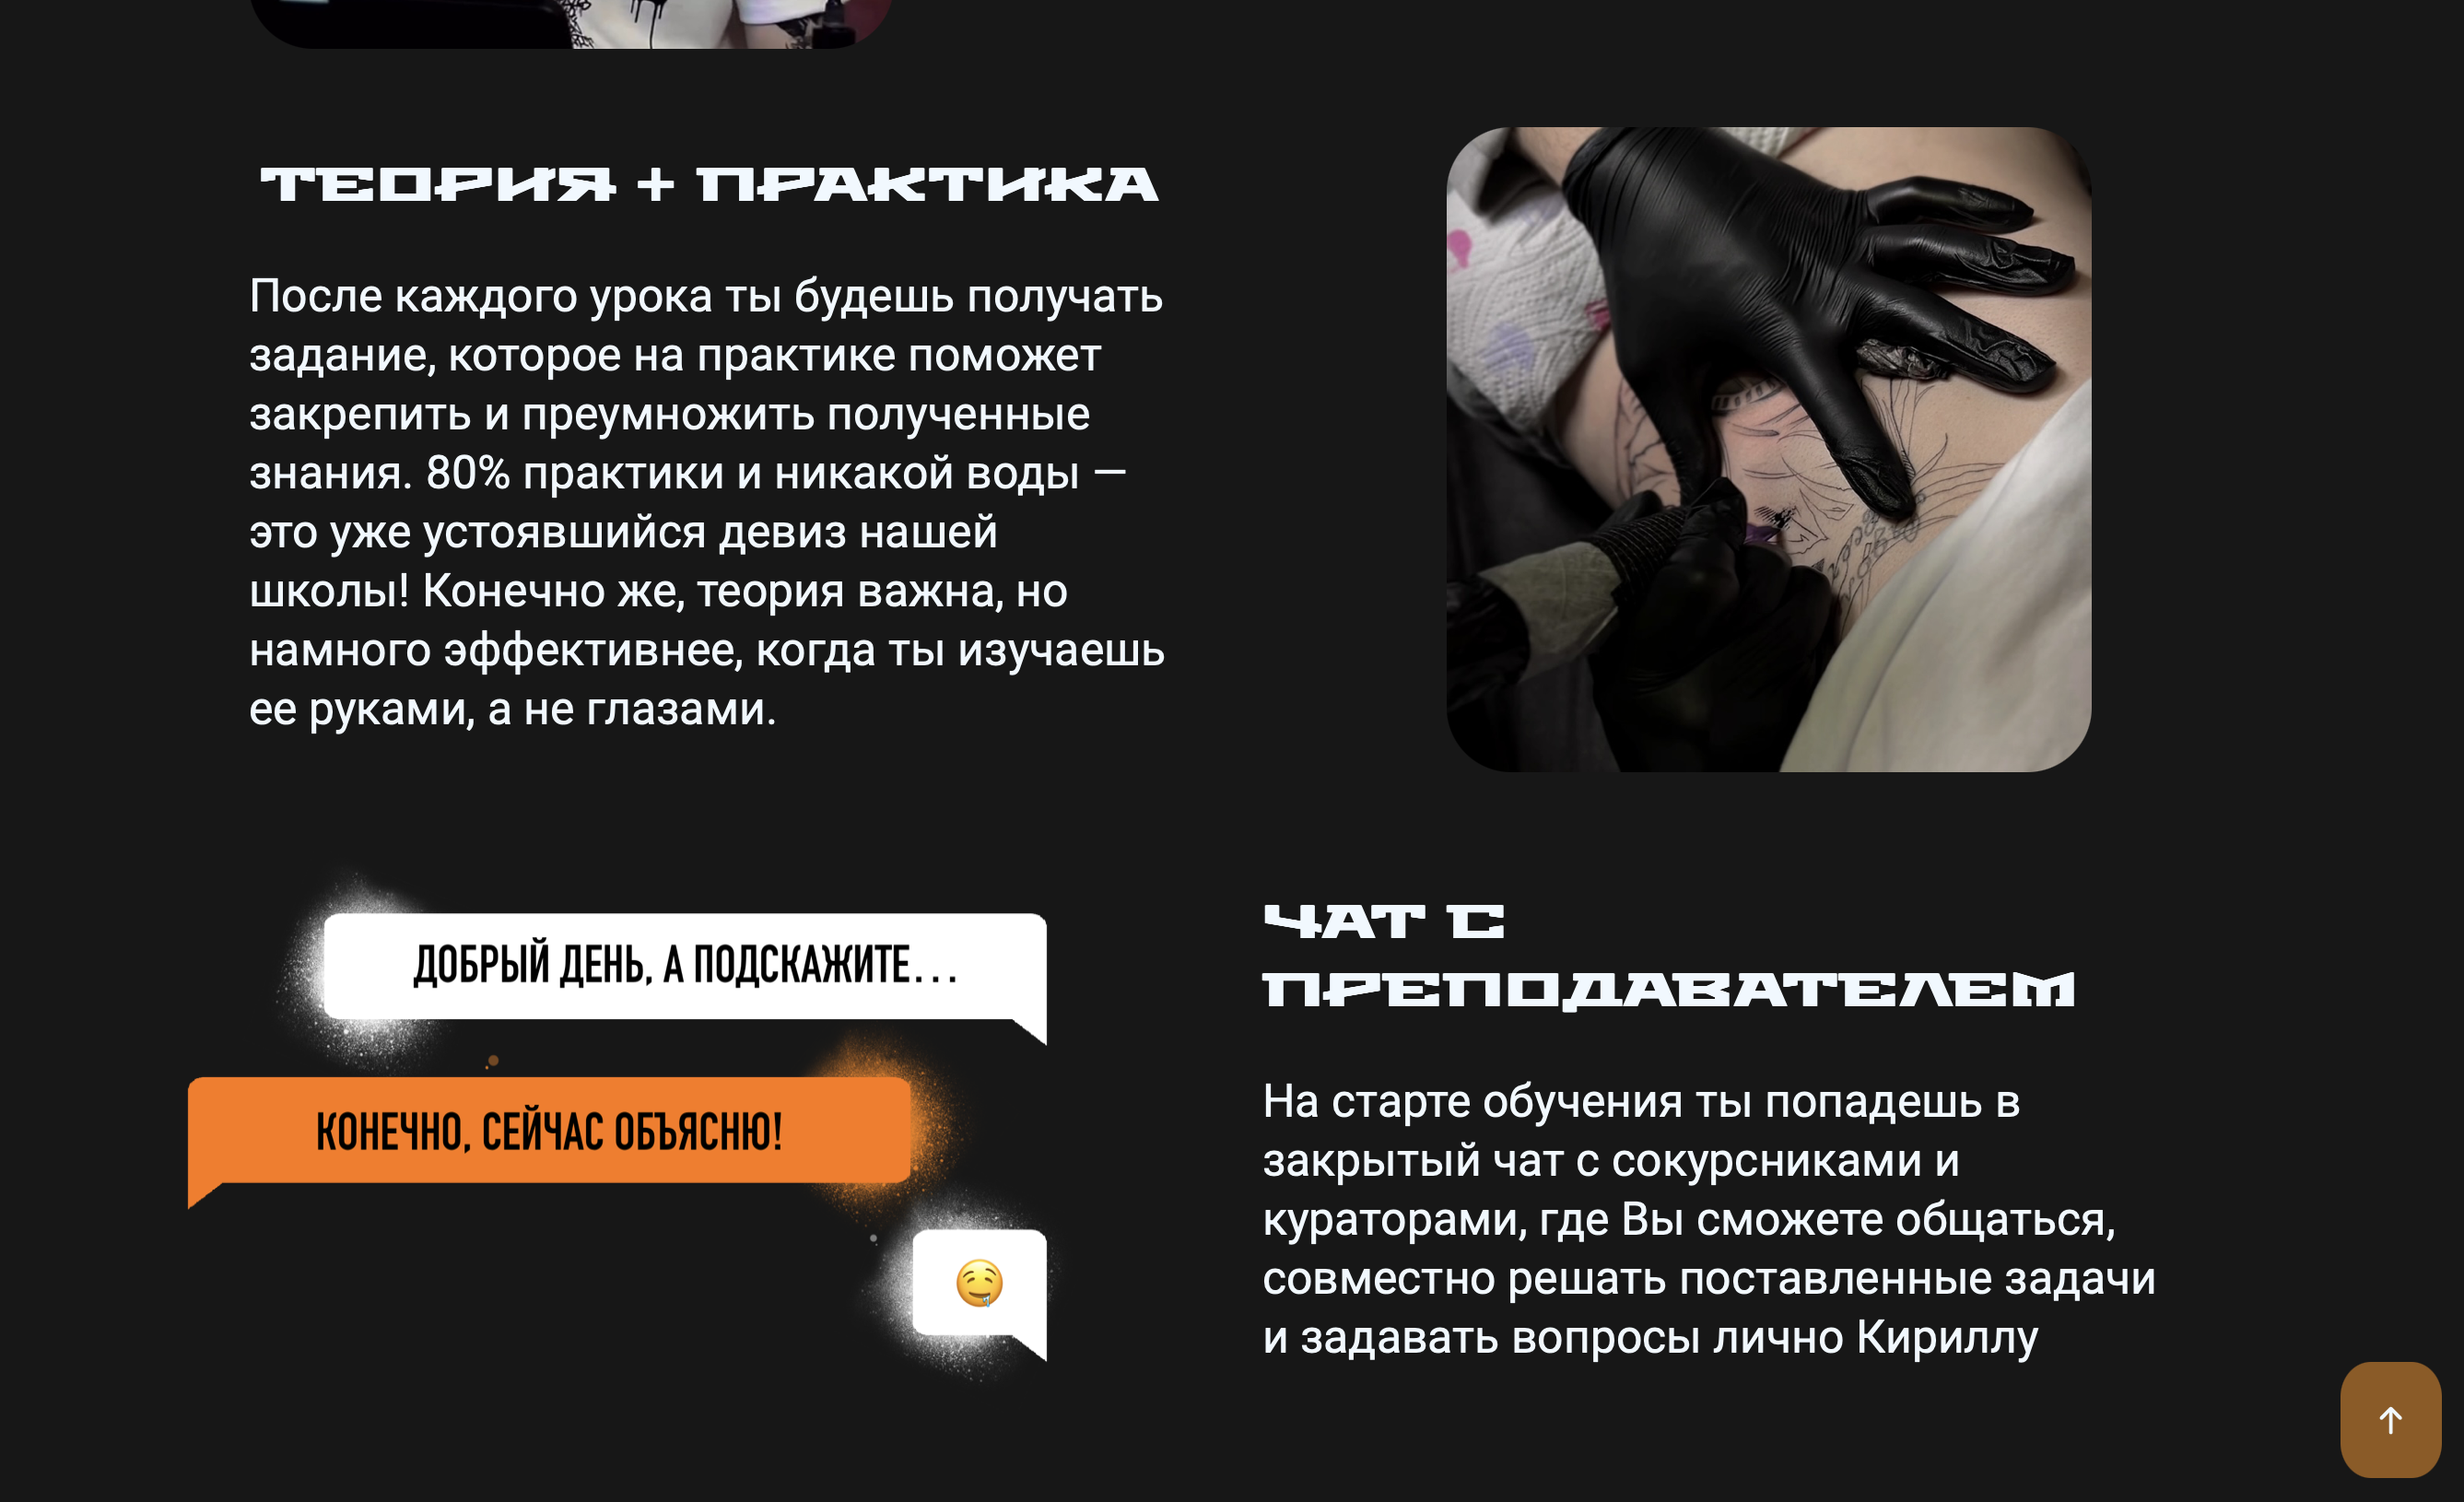 ТЕОРИЯ + ПРАКТИКА
После каждого урока ты будешь получать
задание, которое на практике поможет
закрепить и преумножить полученные
знания. 80% практики и никакой воды —
это уже устоявшийся девиз нашей
школы! Конечно же, теория важна, но
намного эффективнее, когда ты изучаешь
ее руками, а не глазами.
ДОБРЫЙ ДЕНЬ, А ПОДСКАЖИТЕ...
КОНЕЧНО, СЕЙЧАС ОБЪЯСНЮ!
🤤
ЧАТ С
ПРЕПОДАВАТЕЛЕМ
На старте обучения ты попадешь в
закрытый чат с сокурсниками и
кураторами, где Вы сможете общаться,
совместно решать поставленные задачи
и задавать вопросы лично Кириллу